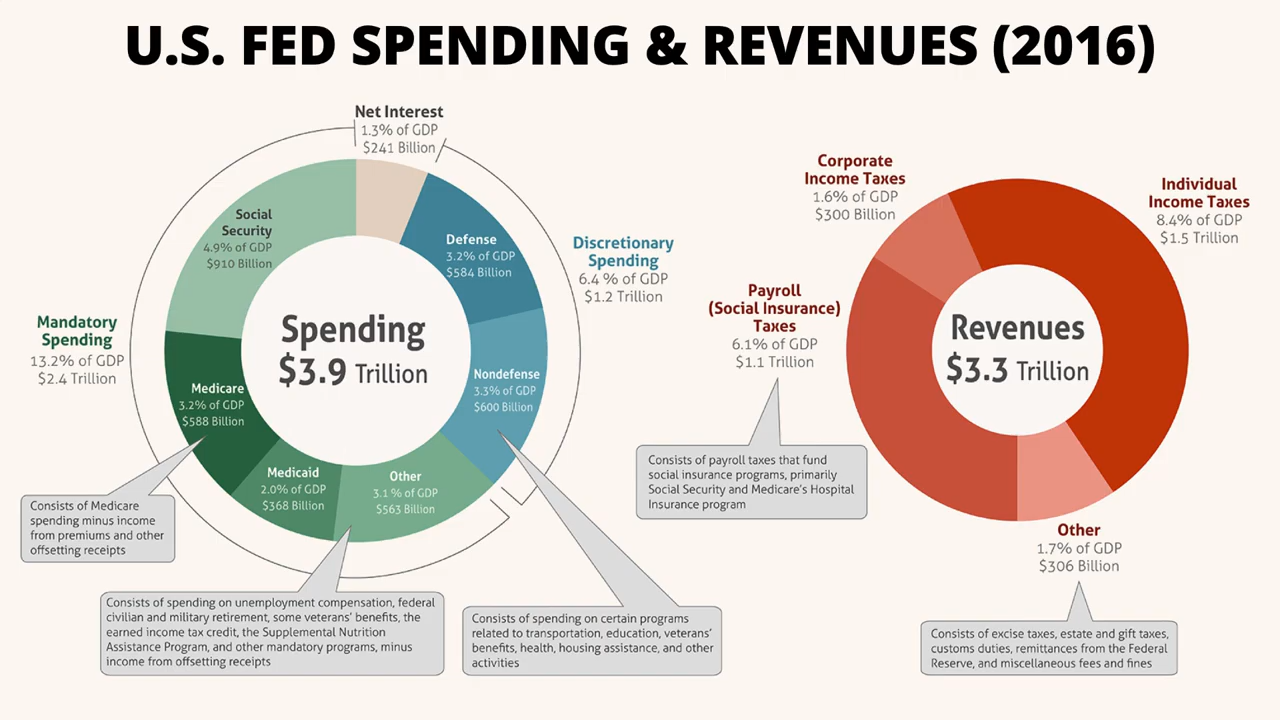 U.S. FED SPENDING & REVENUES (2016)
Net Interest
1.3% of GDP
$241 Billion
Social
Security
4.9% of GDP
$910 Billion
Defense
3.2% of GDP
$584 Billion
Discretionary
Spending
6.4 % of GDP
$1.2 Trillion
Mandatory
Spending
13.2% of GDP
$2.4 Trillion
Spending
$3.9 Trillion
Medicare
3.2% of GDP
$588 Billion
Nondefense
3.3% of GDP
$600 Billion
Medicaid
2.0% of GDP
$368 Billion
Other
3.1 % of GDP
$563 Billion
Consists of Medicare
spending minus income
from premiums and other
offsetting receipts
Consists of spending on unemployment compensation, federal
civilian and military retirement, some veterans' benefits, the
earned income tax credit, the Supplemental Nutrition
Assistance Program, and other mandatory programs, minus
income from offsetting receipts
Consists of spending on certain programs
related to transportation, education, veterans'
benefits, health, housing assistance, and other
activities
Corporate
Income Taxes
1.6% of GDP
$300 Billion
Individual
Income Taxes
8.4% of GDP
$1.5 Trillion
Payroll
(Social Insurance)
Taxes
6.1% of GDP
$1.1 Trillion
Revenues
$3.3 Trillion
Consists of payroll taxes that fund
social insurance programs, primarily
Social Security and Medicare's Hospital
Insurance program
Other
1.7% of GDP
$306 Billion
Consists of excise taxes, estate and gift taxes,
customs duties, remittances from the Federal
Reserve, and miscellaneous fees and fines